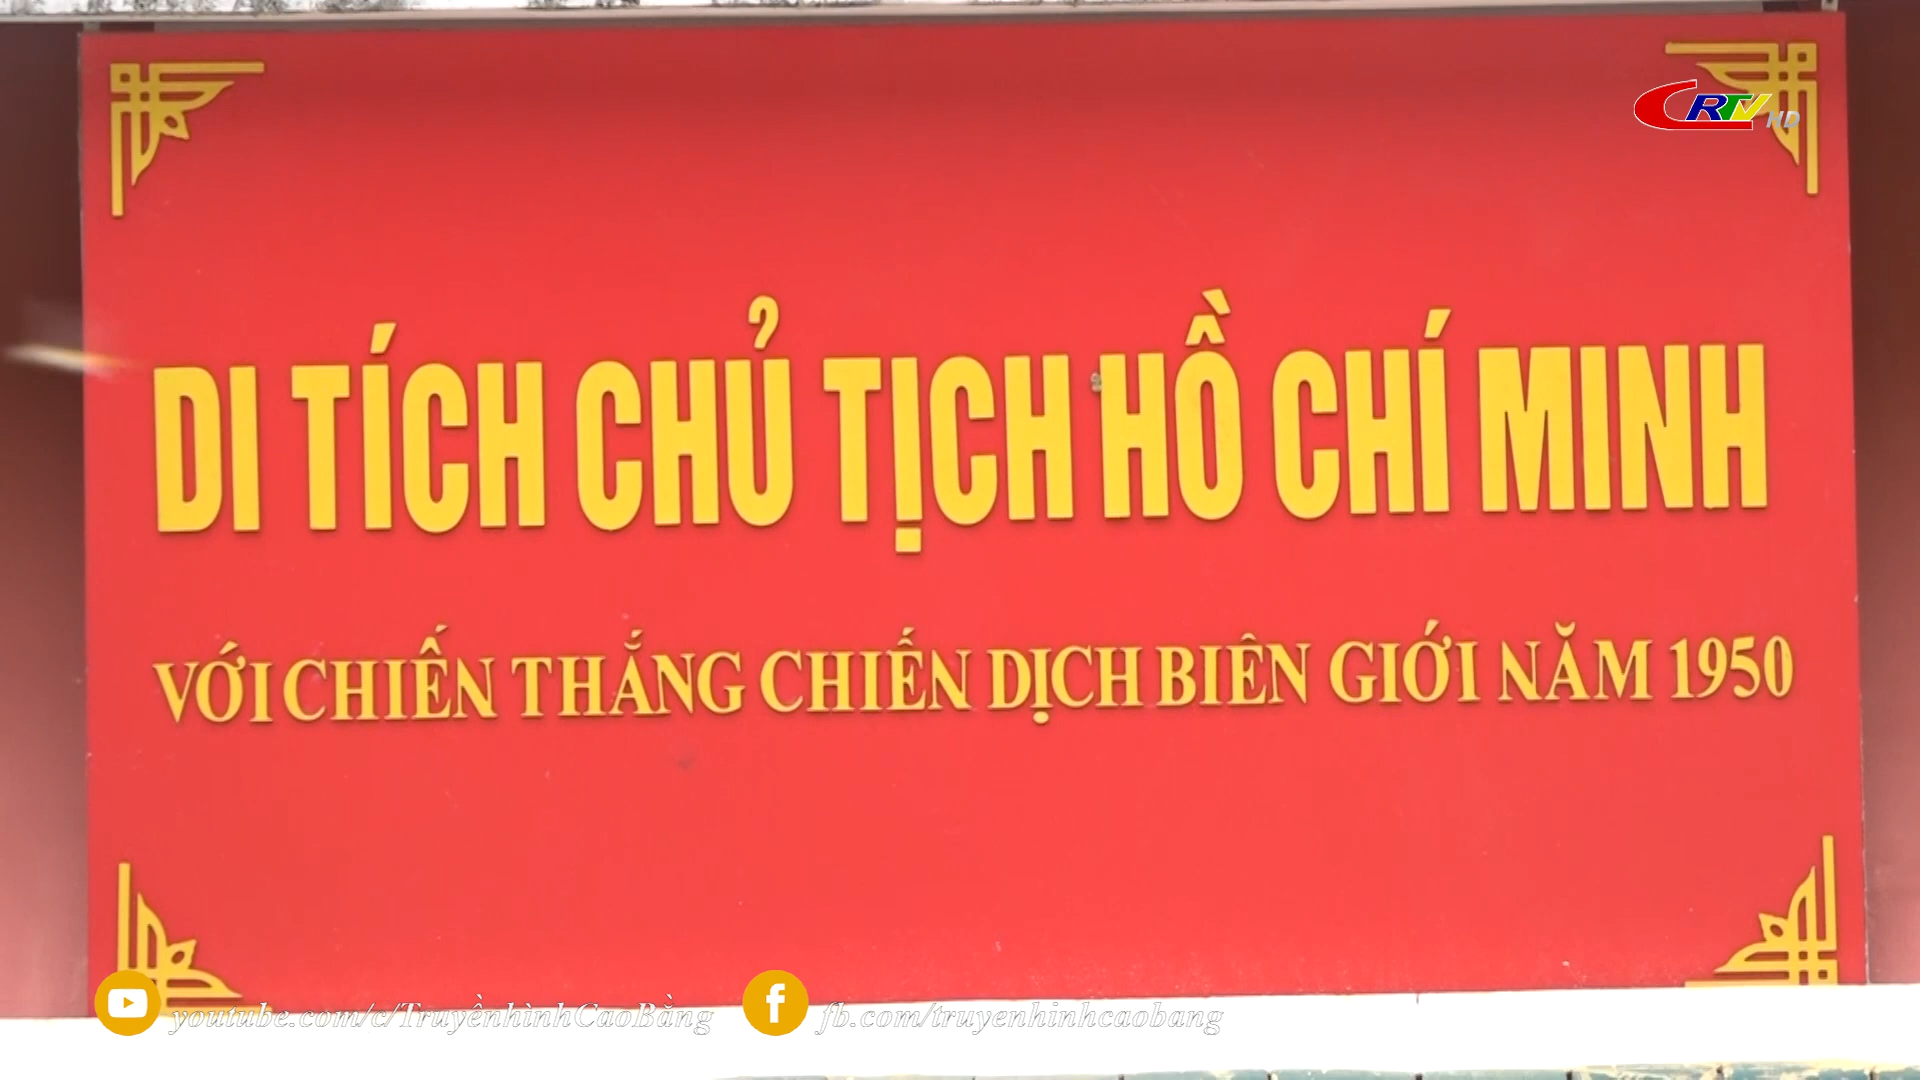 CRTV HD
DI TÍCH CHỦ TỊCH HỒ CHÍ MINH
VỚI CHIẾN THẮNG CHIẾN DỊCH BIÊN GIỚI NĂM 1950
youtube.com/c/TruyềnhìnhCaoBằng
fb.com/truyenhinhcaobang